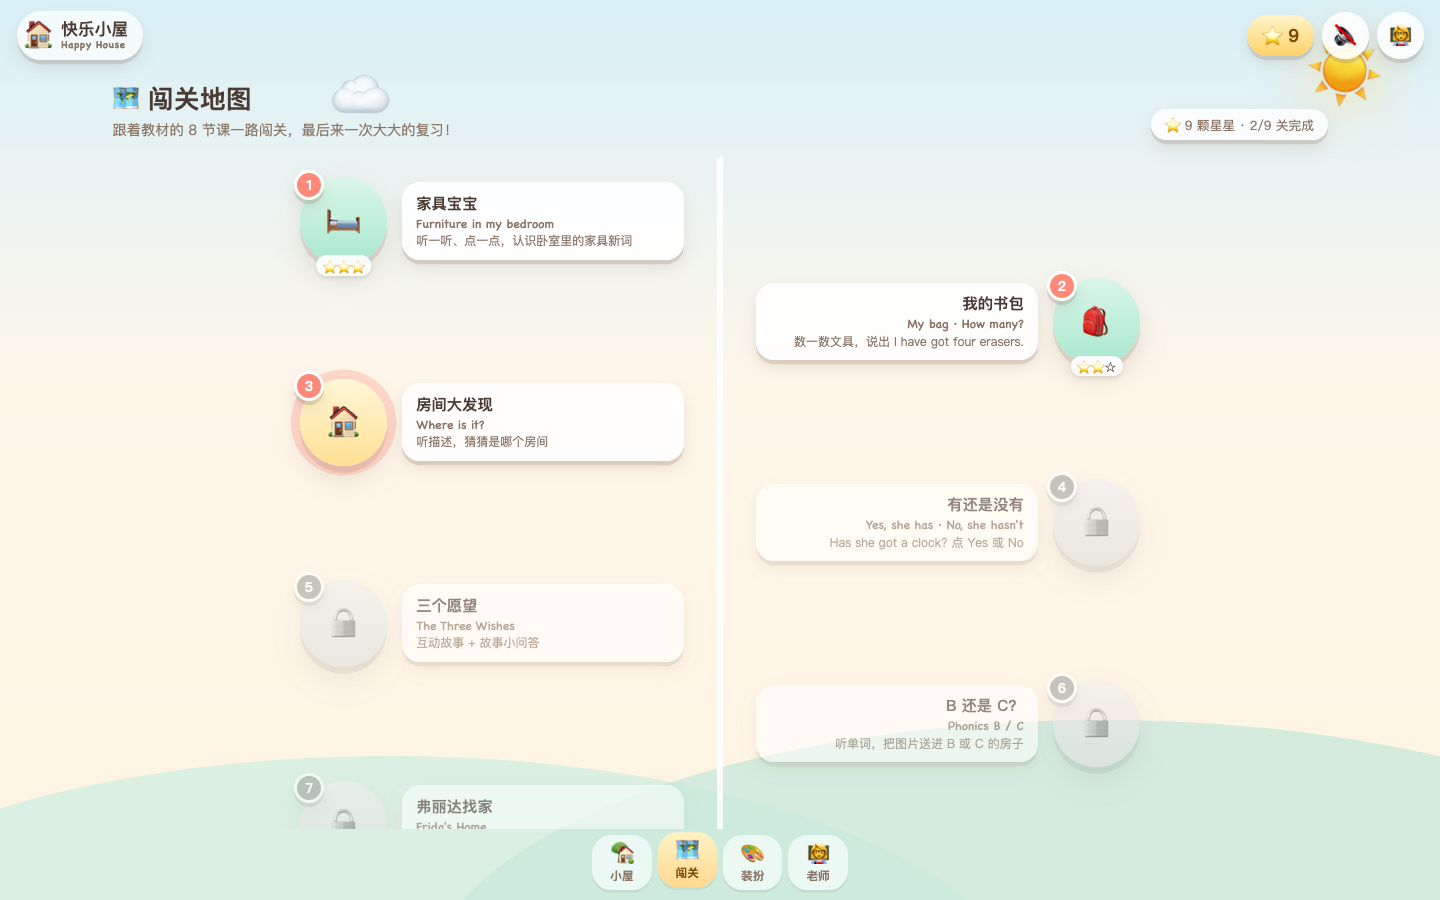 快乐小屋
Happy House
9
闯关地图
跟着教材的 8 节课一路闯关，最后来一次大大的复习！
9 颗星星 · 2/9 关完成
1
家具宝宝
Furniture in my bedroom
听一听、点一点，认识卧室里的家具新词
2
我的书包
My bag · How many?
数一数文具，说出 I have got four erasers.
3
房间大发现
Where is it?
听描述，猜猜是哪个房间
4
有还是没有
Yes, she has · No, she hasn't
Has she got a clock? 点 Yes 或 No
5
三个愿望
The Three Wishes
互动故事 + 故事小问答
6
B 还是 C？
Phonics B / C
听单词，把图片送进 B 或 C 的房子
7
弗丽达找家
Frida's Home
小屋
闯关
装扮
老师